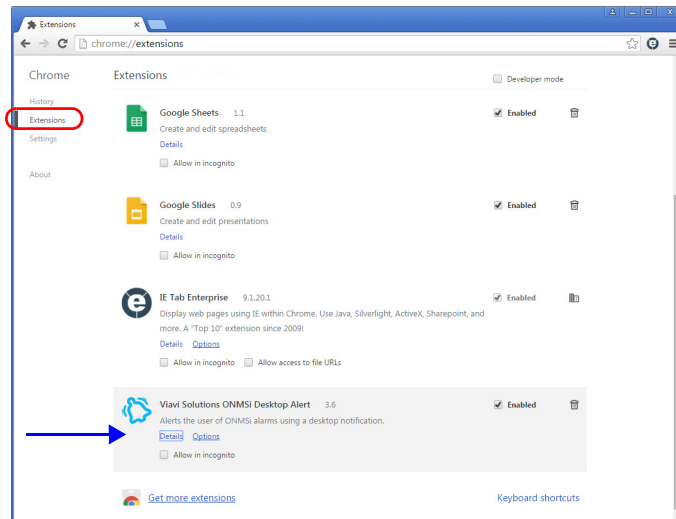 Extensions
chrome://extensions
Chrome
History
Extensions
Settings
About
Extensions
Developer mode
Google Sheets 1.1
Enabled
Create and edit spreadsheets
Details
Allow in incognito
Google Slides 0.9
Enabled
Create and edit presentations
Details
Allow in incognito
IE Tab Enterprise 9.1.20.1
Enabled
Display web pages using IE within Chrome. Use Java, Silverlight, ActiveX, Sharepoint, and
more. A "Top 10" extension since 2009!
Details Options
Allow in incognito Allow access to file URLs
Viavi Solutions ONMSi Desktop Alert 3.6
Enabled
Alerts the user of ONMSi alarms using a desktop notification.
Details Options
Allow in incognito
Get more extensions
Keyboard shortcuts